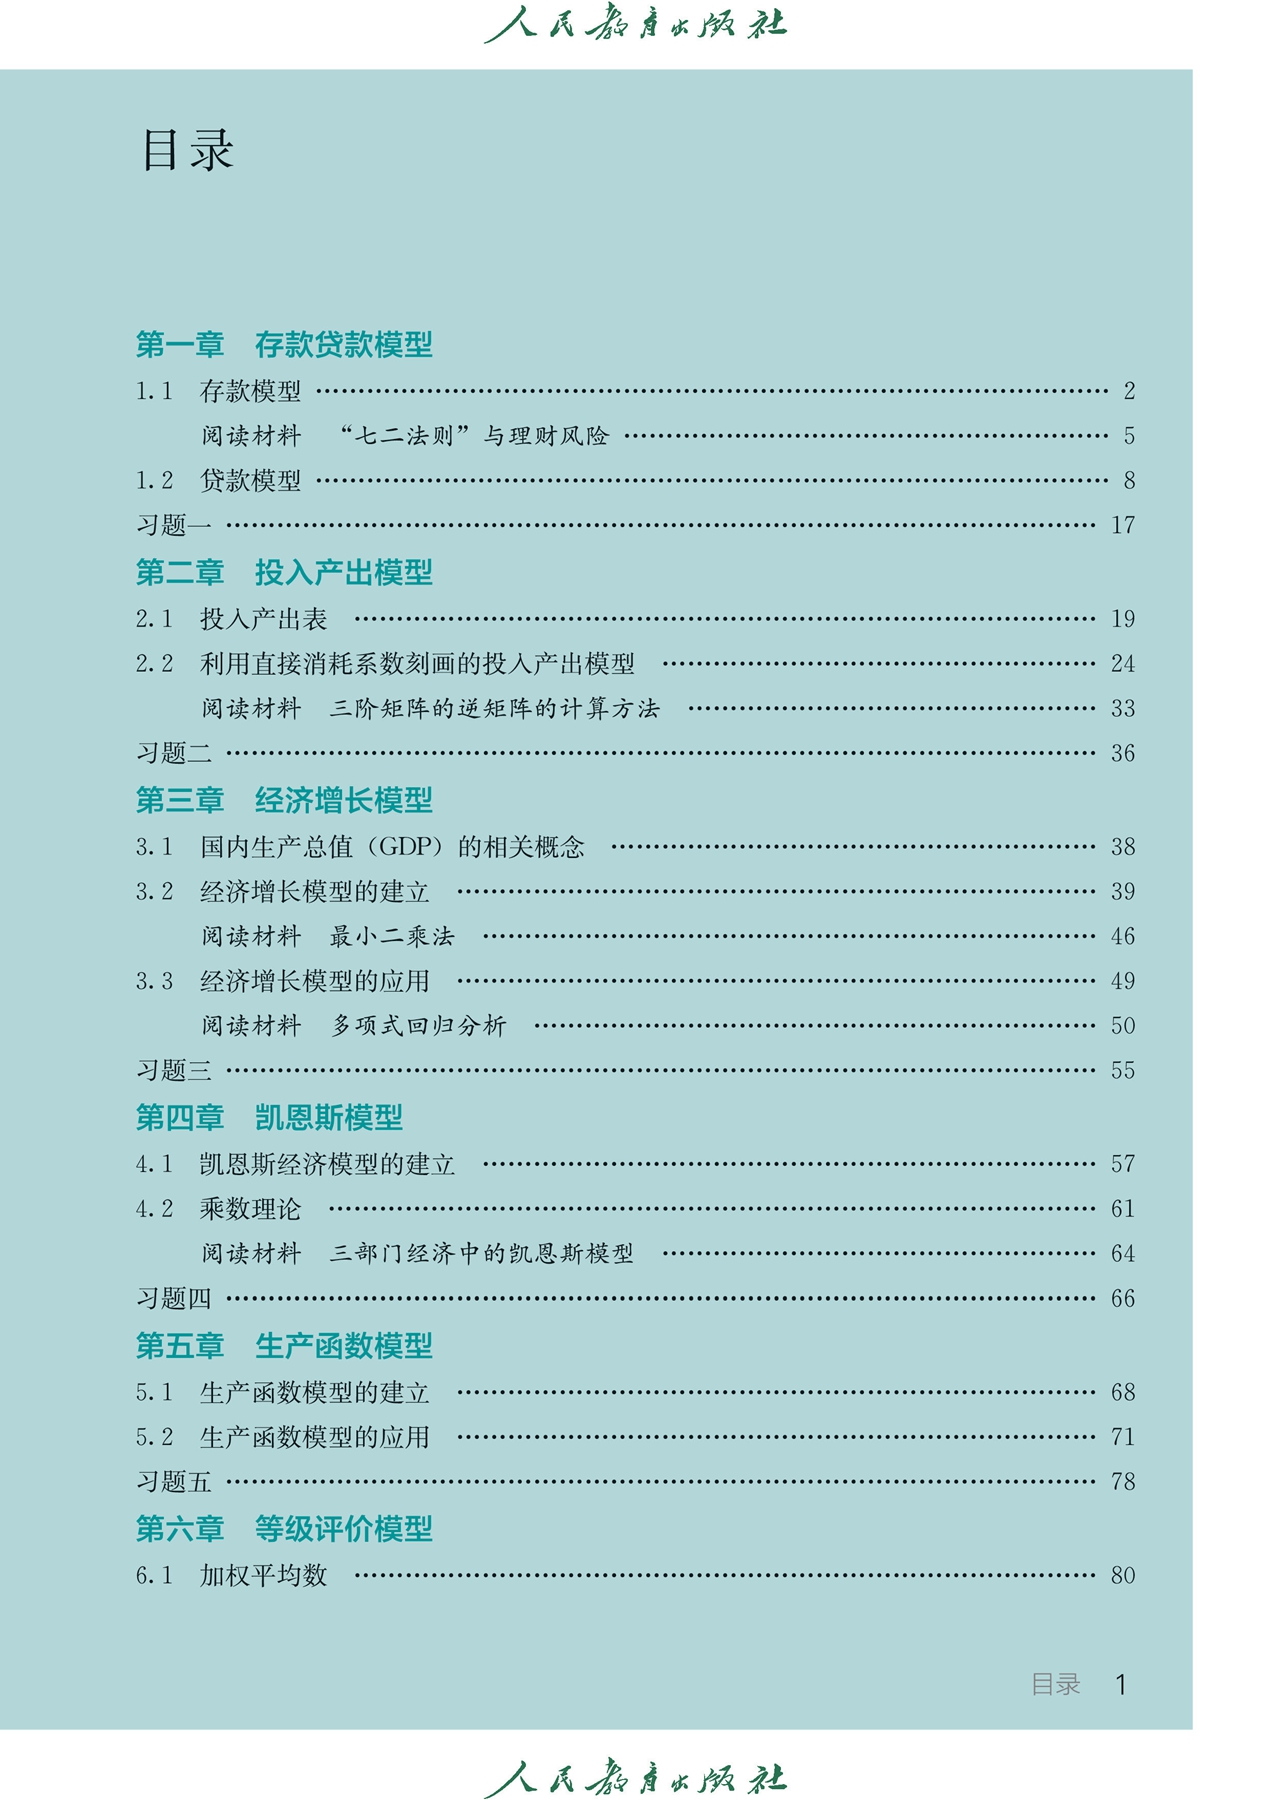 人民教育出版社
目录
第一章 存款贷款模型
1.1 存款模型 …… 2
阅读材料 “七二法则”与理财风险 …… 5
1.2 贷款模型 …… 8
习题一 …… 17
第二章 投入产出模型
2.1 投入产出表 …… 19
2.2 利用直接消耗系数刻画的投入产出模型 …… 24
阅读材料 三阶矩阵的逆矩阵的计算方法 …… 33
习题二 …… 36
第三章 经济增长模型
3.1 国内生产总值（GDP）的相关概念 …… 38
3.2 经济增长模型的建立 …… 39
阅读材料 最小二乘法 …… 46
3.3 经济增长模型的应用 …… 49
阅读材料 多项式回归分析 …… 50
习题三 …… 55
第四章 凯恩斯模型
4.1 凯恩斯经济模型的建立 …… 57
4.2 乘数理论 …… 61
阅读材料 三部门经济中的凯恩斯模型 …… 64
习题四 …… 66
第五章 生产函数模型
5.1 生产函数模型的建立 …… 68
5.2 生产函数模型的应用 …… 71
习题五 …… 78
第六章 等级评价模型
6.1 加权平均数 …… 80
目录 1
人民教育出版社